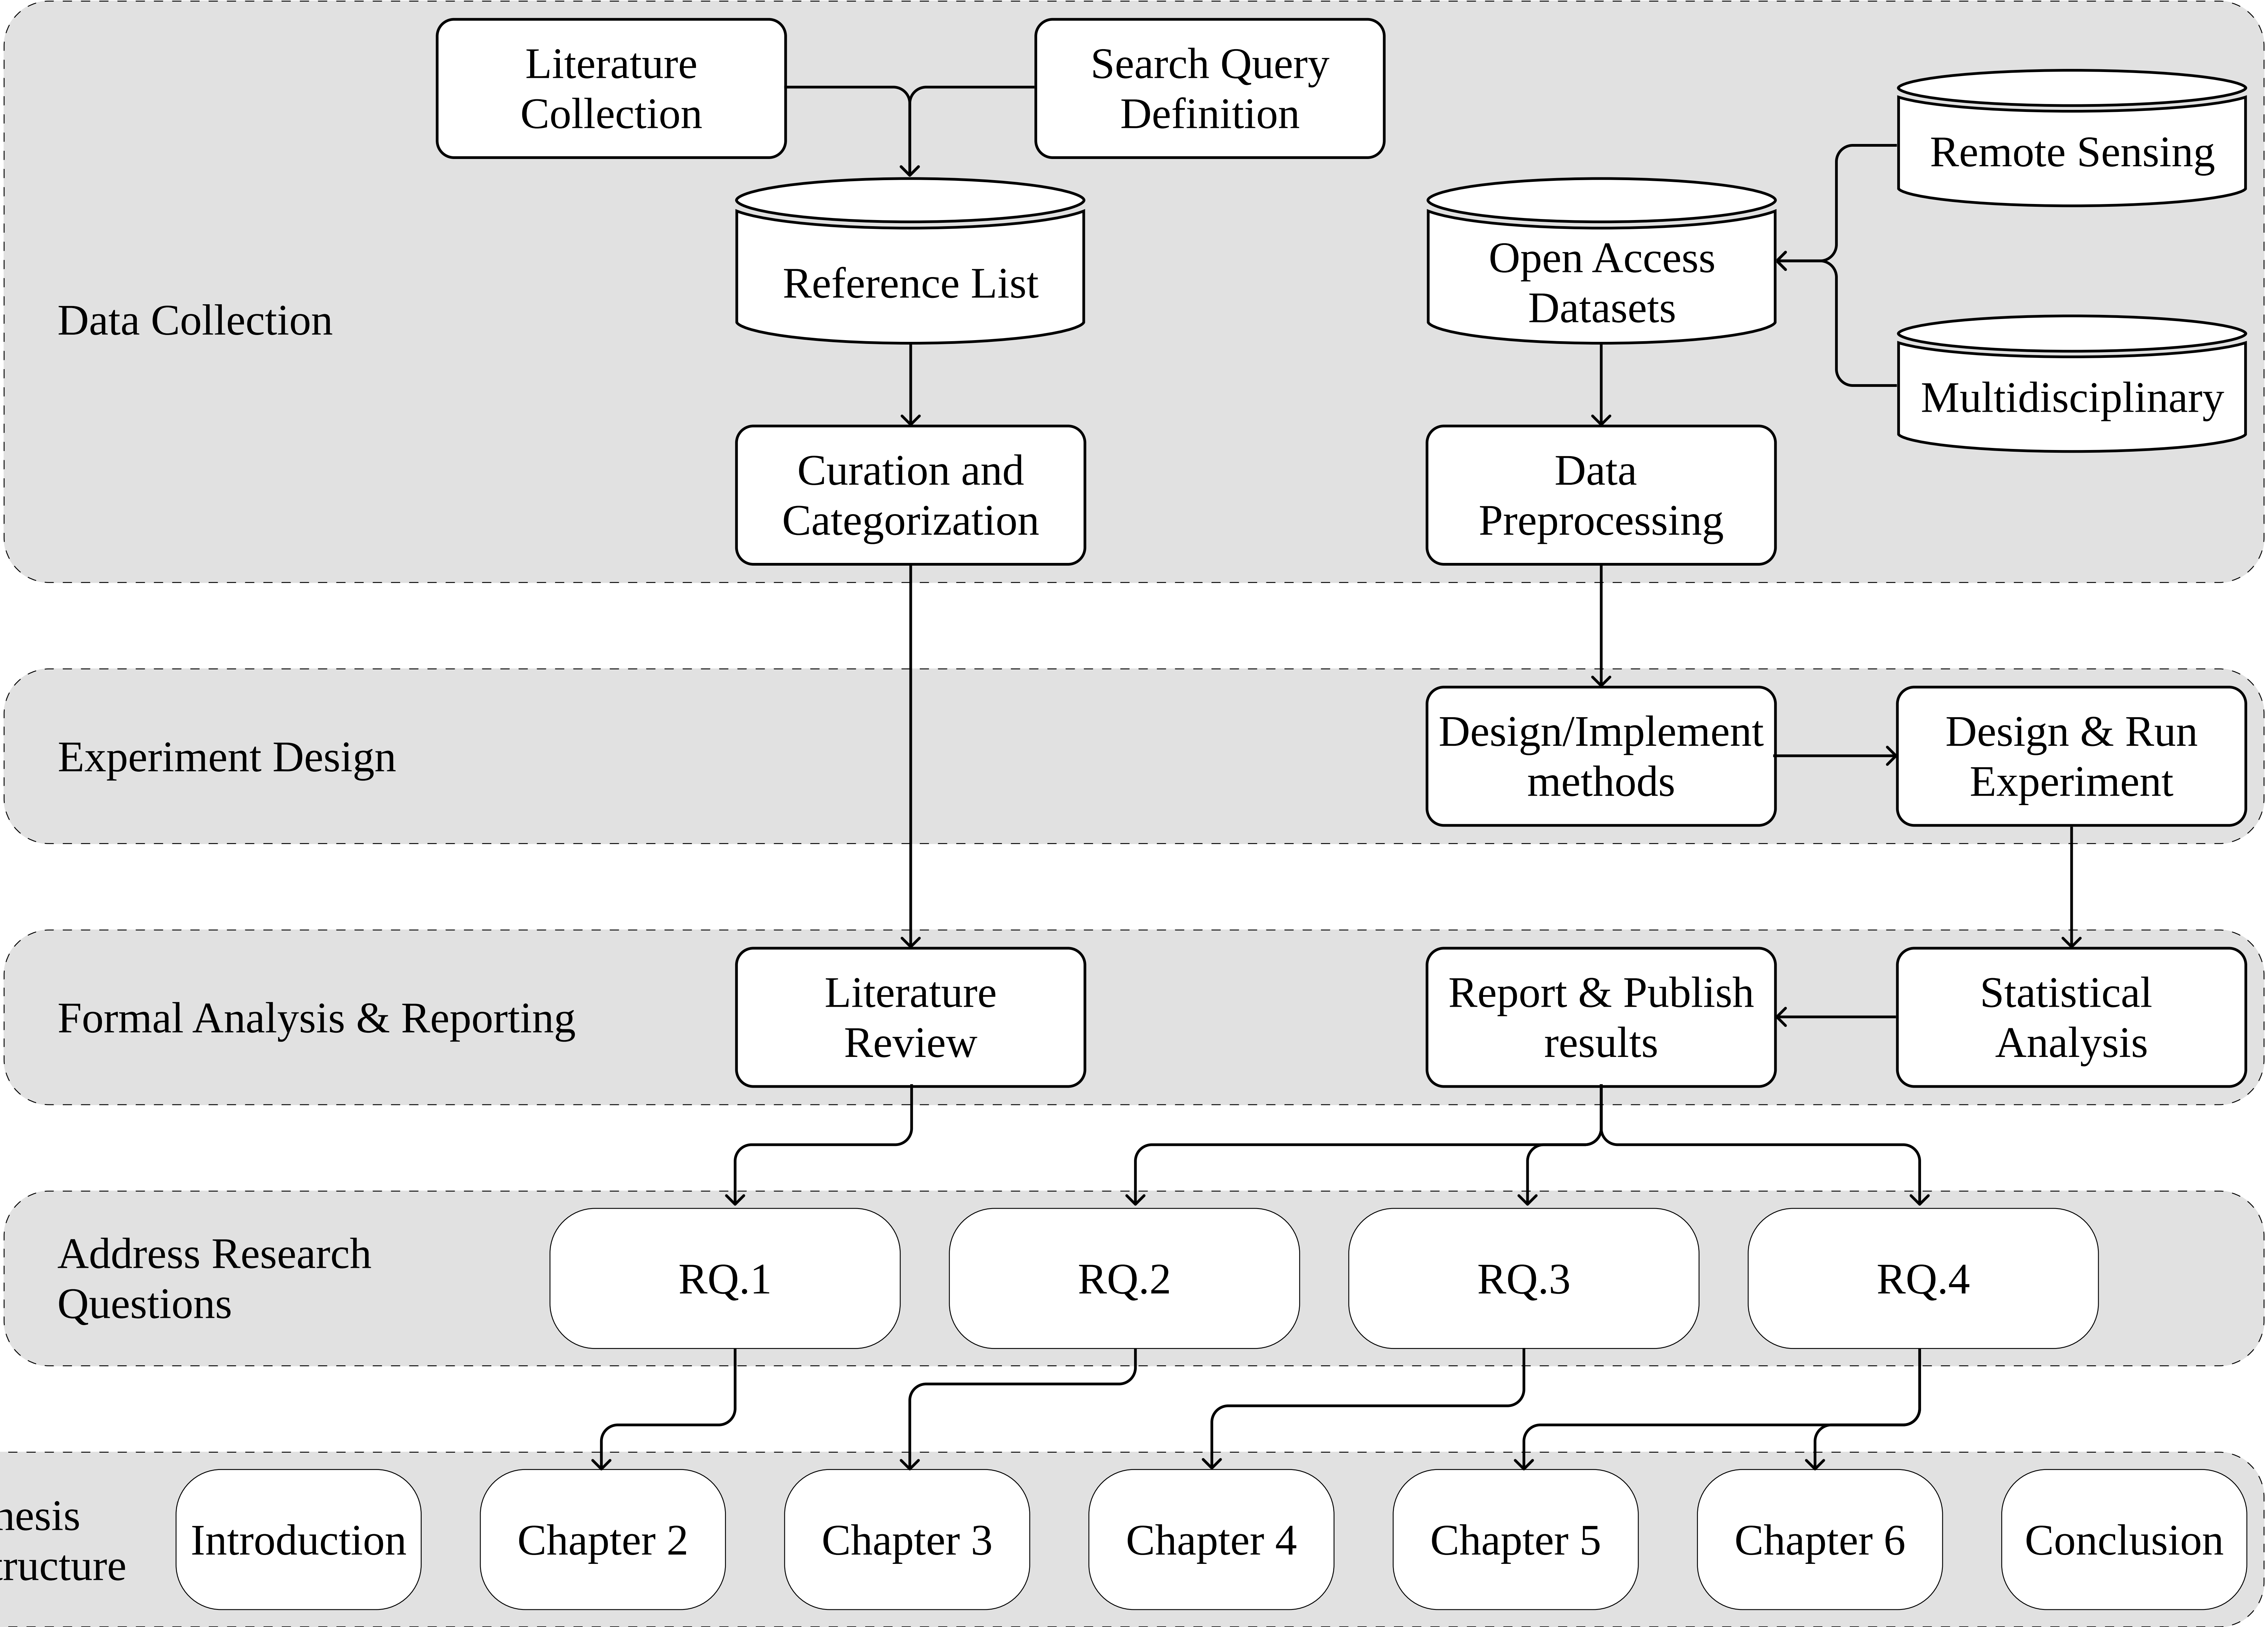 Literature
Collection
Search Query
Definition
Remote Sensing
Reference List
Open Access
Datasets
Data Collection
Multidisciplinary
Curation and
Categorization
Data
Preprocessing
Experiment Design
Design/Implement
methods
Design & Run
Experiment
Formal Analysis & Reporting
Literature
Review
Report & Publish
results
Statistical
Analysis
Address Research
Questions
RQ.1
RQ.2
RQ.3
RQ.4
hesis
tructure
Introduction
Chapter 2
Chapter 3
Chapter 4
Chapter 5
Chapter 6
Conclusion